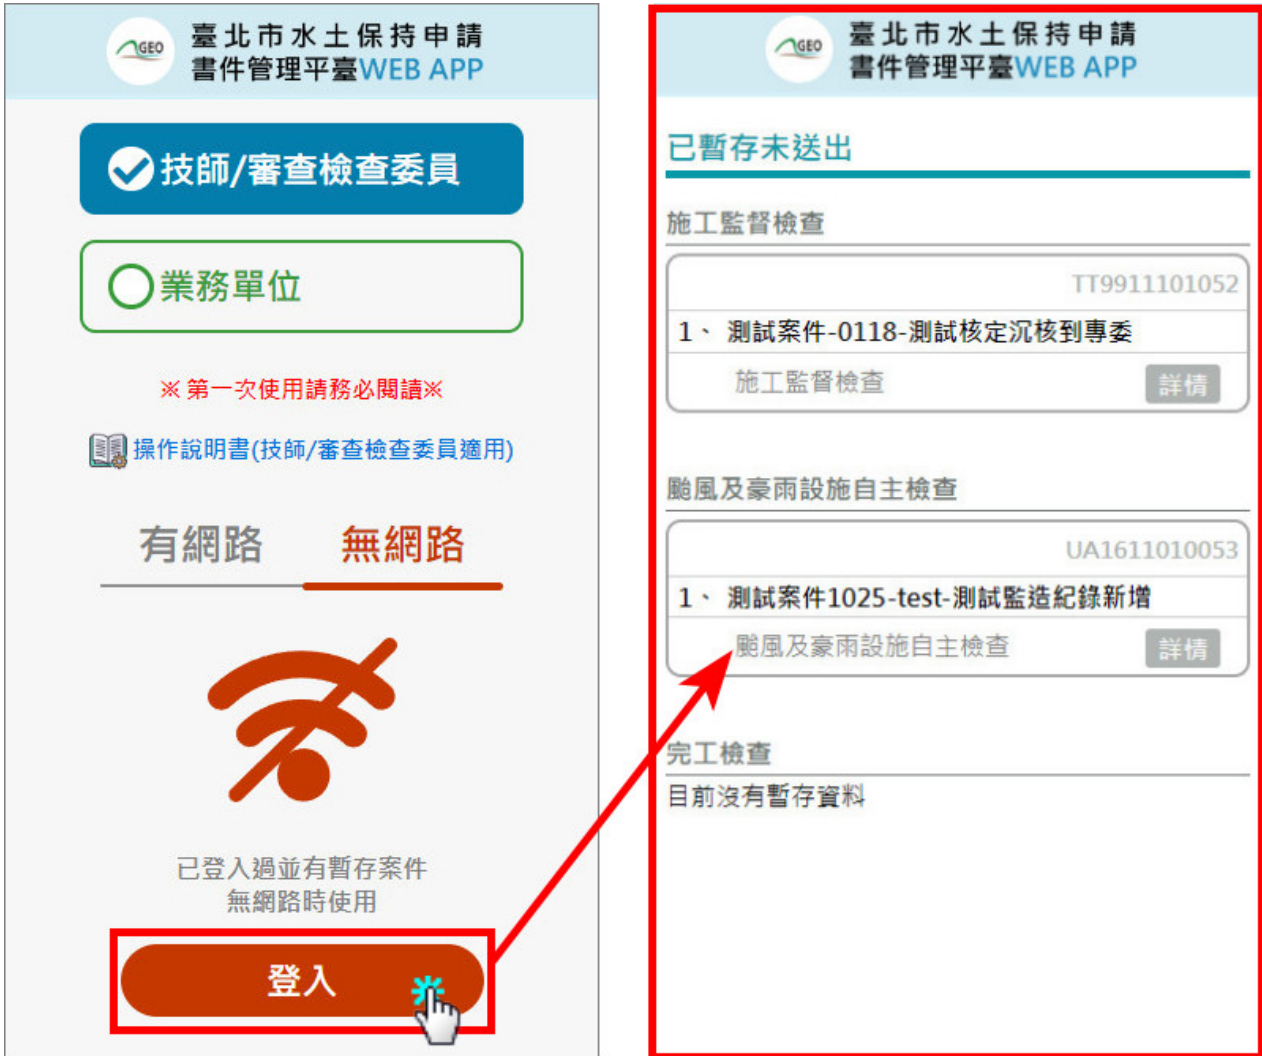 GEO
臺北市水土保持申請
書件管理平臺WEB APP
技師/審查檢查委員
業務單位
※第一次使用請務必閱讀※
操作說明書(技師/審查檢查委員適用)
有網路 無網路
已登入過並有暫存案件
無網路時使用
登入
GEO
臺北市水土保持申請
書件管理平臺WEB APP
已暫存未送出
施工監督檢查
TT9911101052
1、 測試案件-0118-測試核定沉核到專委
施工監督檢查 詳情
颱風及豪雨設施自主檢查
UA1611010053
1、 測試案件1025-test-測試監造紀錄新增
颱風及豪雨設施自主檢查 詳情
完工檢查
目前沒有暫存資料